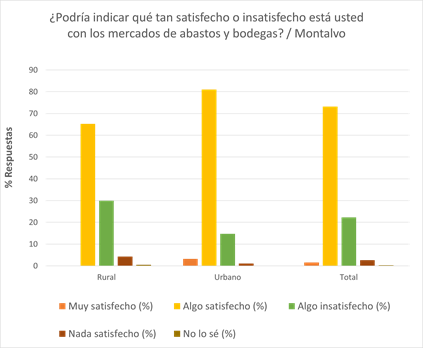 ¿Podría indicar qué tan satisfecho o insatisfecho está usted
con los mercados de abastos y bodegas? / Montalvo
90
80
70
60
50
40
30
20
10
0
% Respuestas
Rural Urbano Total
Muy satisfecho (%) Algo satisfecho (%) Algo insatisfecho (%)
Nada satisfecho (%) No lo sé (%)